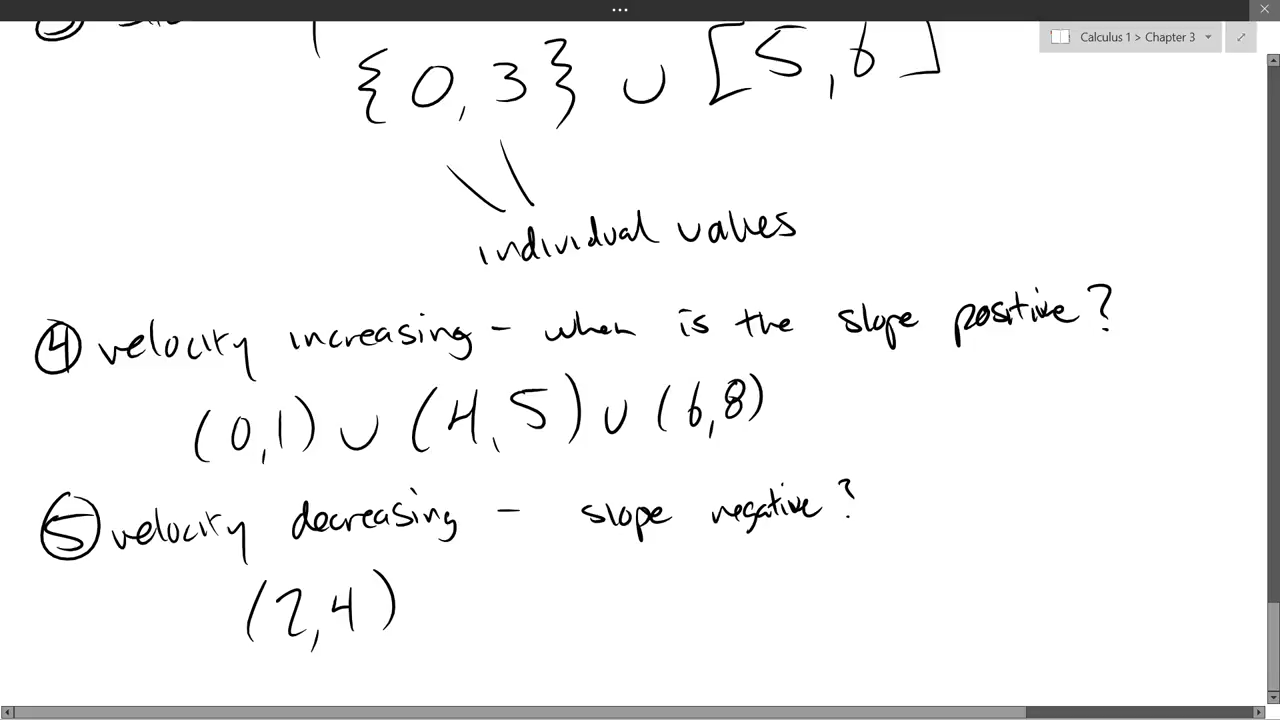 Calculus 1 > Chapter 3
{0,3} ∪ [5,6]
individual values
④ velocity increasing - when is the slope positive?
(0,1) ∪ (4,5) ∪ (6,8)
⑤ velocity decreasing - slope negative?
(2,4)